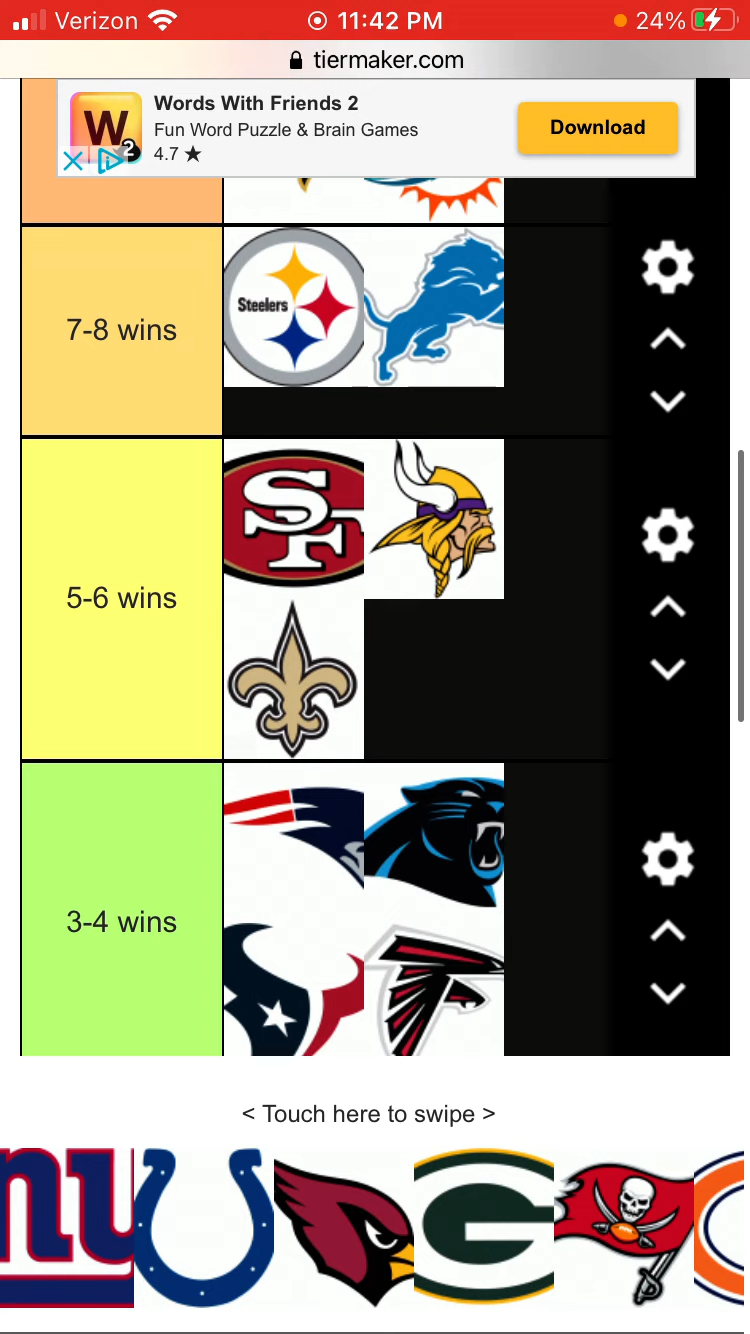 Verizon 11:42 PM 24%
tiermaker.com
Words With Friends 2
Fun Word Puzzle & Brain Games
4.7 ★
Download
W2
7-8 wins
Steelers
5-6 wins
SF
3-4 wins
< Touch here to swipe >
ny
G